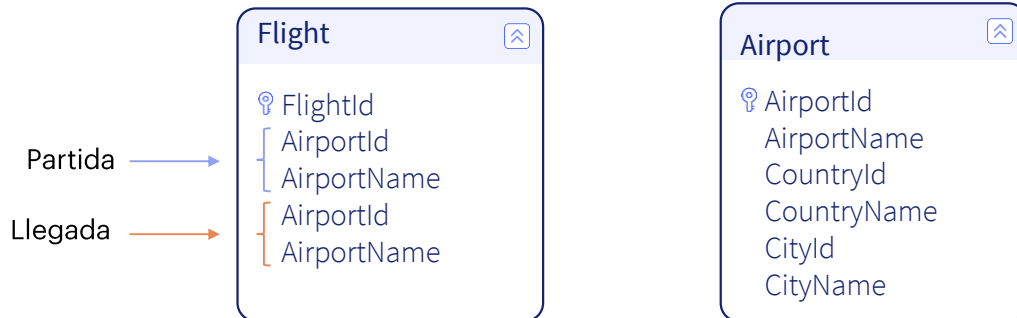 Flight
FlightId
Partida
AirportId
AirportName
Llegada
AirportId
AirportName
Airport
AirportId
AirportName
CountryId
CountryName
CityId
CityName